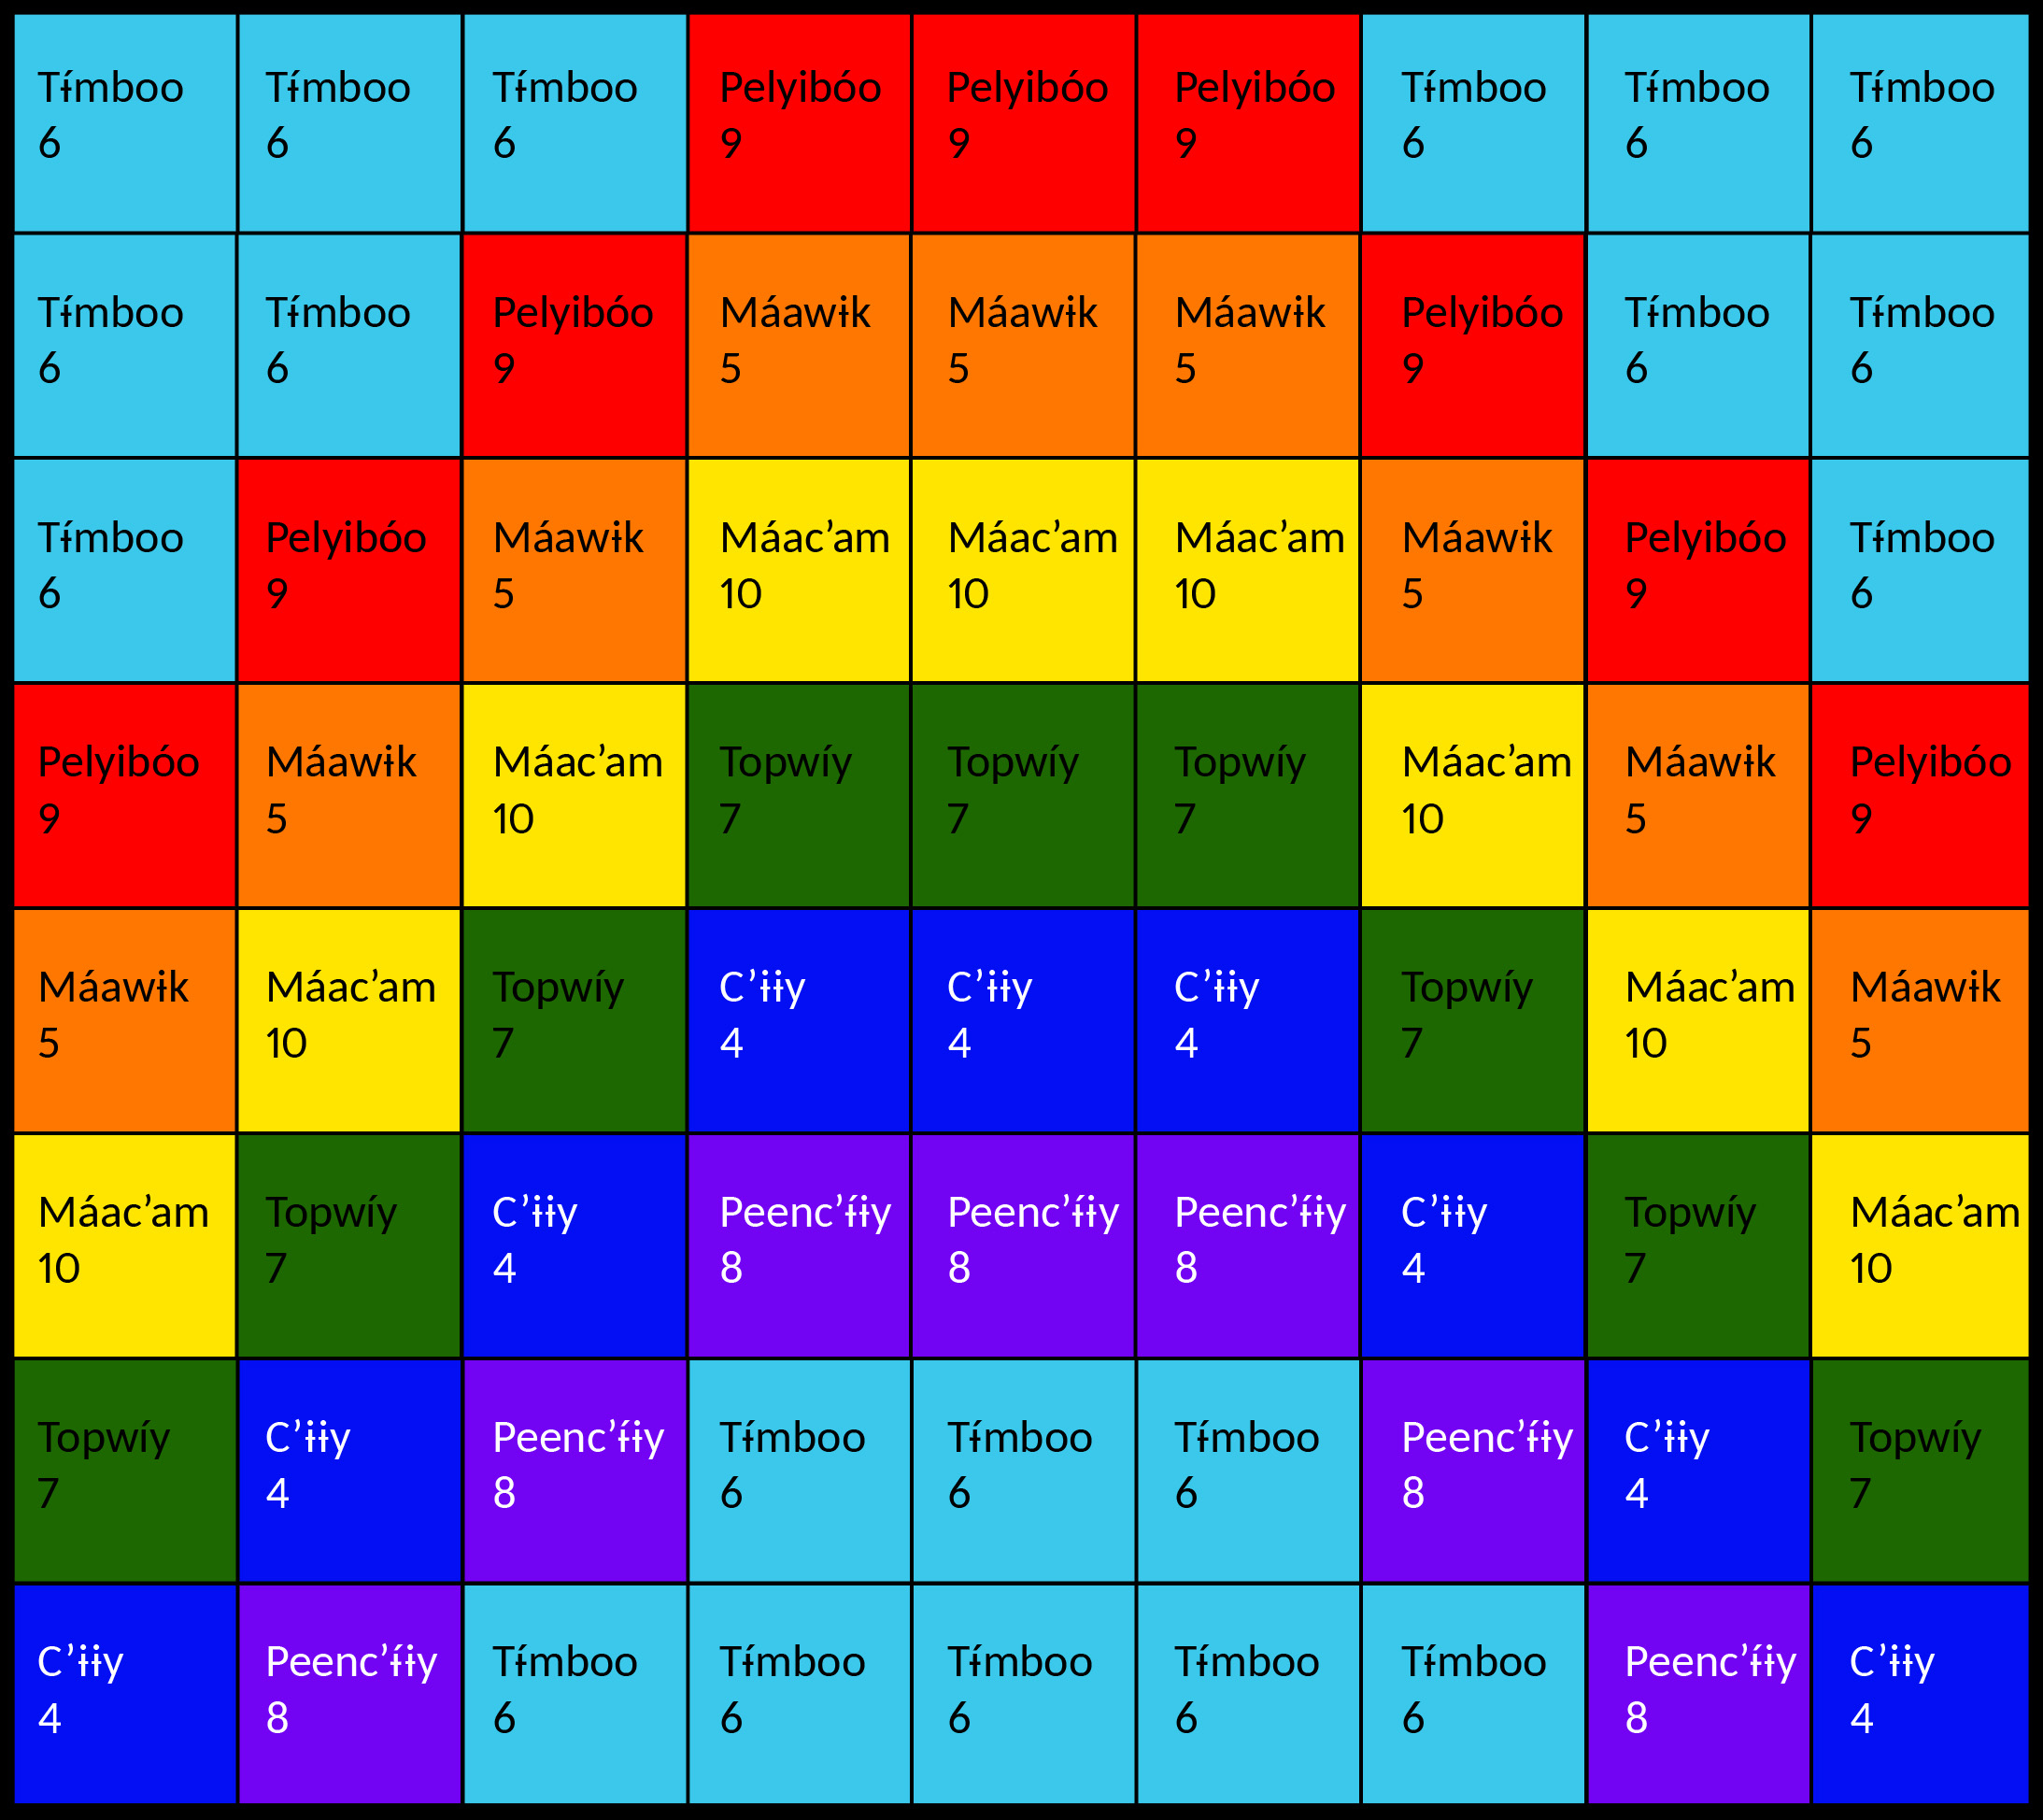 Tɨ́mboo Tɨ́mboo Tɨ́mboo Pelyibóo Pelyibóo Pelyibóo Tɨ́mboo Tɨ́mboo Tɨ́mboo
6 6 6 9 9 9 6 6 6
Tɨ́mboo Tɨ́mboo Pelyibóo Máawɨk Máawɨk Máawɨk Pelyibóo Tɨ́mboo Tɨ́mboo
6 6 9 5 5 5 9 6 6
Tɨ́mboo Pelyibóo Máawɨk Máac’am Máac’am Máac’am Máawɨk Pelyibóo Tɨ́mboo
6 9 5 10 10 10 5 9 6
Pelyibóo Máawɨk Máac’am Topwíy Topwíy Topwíy Máac’am Máawɨk Pelyibóo
9 5 10 7 7 7 10 5 9
Máawɨk Máac’am Topwíy C’ɨɨy C’ɨɨy C’ɨɨy Topwíy Máac’am Máawɨk
5 10 7 4 4 4 7 10 5
Máac’am Topwíy C’ɨɨy Peenc’ɨ́ɨy Peenc’ɨ́ɨy Peenc’ɨ́ɨy C’ɨɨy Topwíy Máac’am
10 7 4 8 8 8 4 7 10
Topwíy C’ɨɨy Peenc’ɨ́ɨy Tɨ́mboo Tɨ́mboo Tɨ́mboo Peenc’ɨ́ɨy C’ɨɨy Topwíy
7 4 8 6 6 6 8 4 7
C’ɨɨy Peenc’ɨ́ɨy Tɨ́mboo Tɨ́mboo Tɨ́mboo Tɨ́mboo Tɨ́mboo Peenc’ɨ́ɨy C’ɨɨy
4 8 6 6 6 6 6 8 4